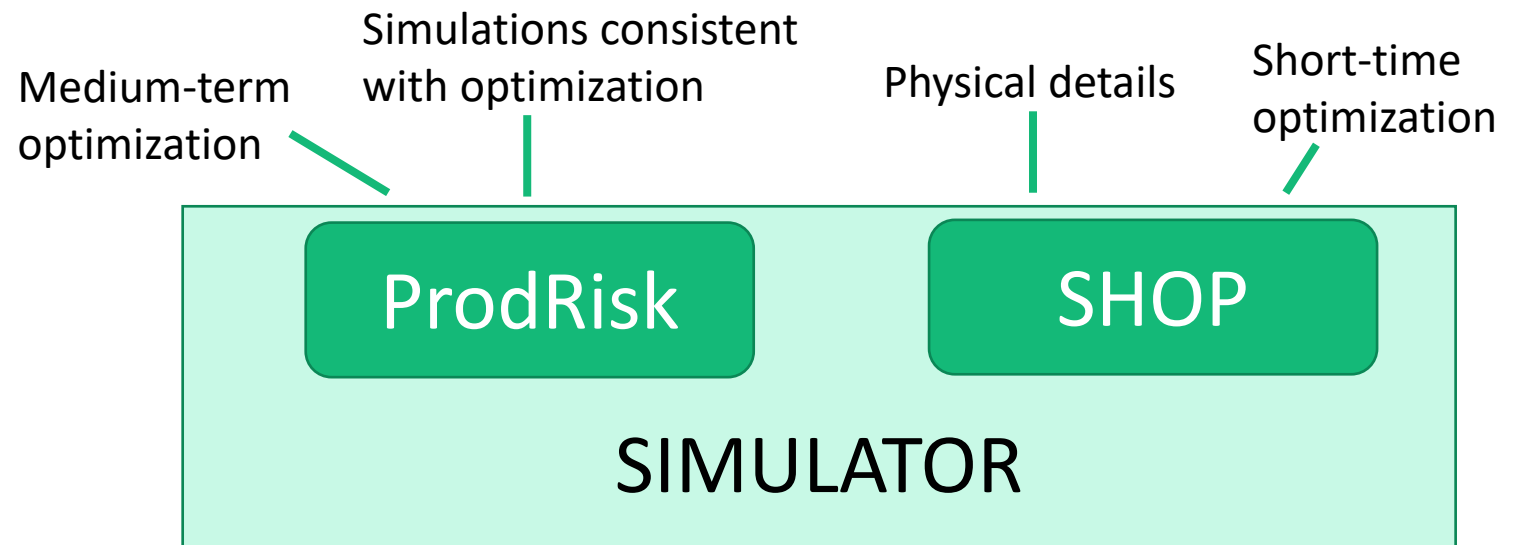 Medium-term
optimization
Simulations consistent
with optimization
Physical details
Short-time
optimization
ProdRisk
SHOP
SIMULATOR